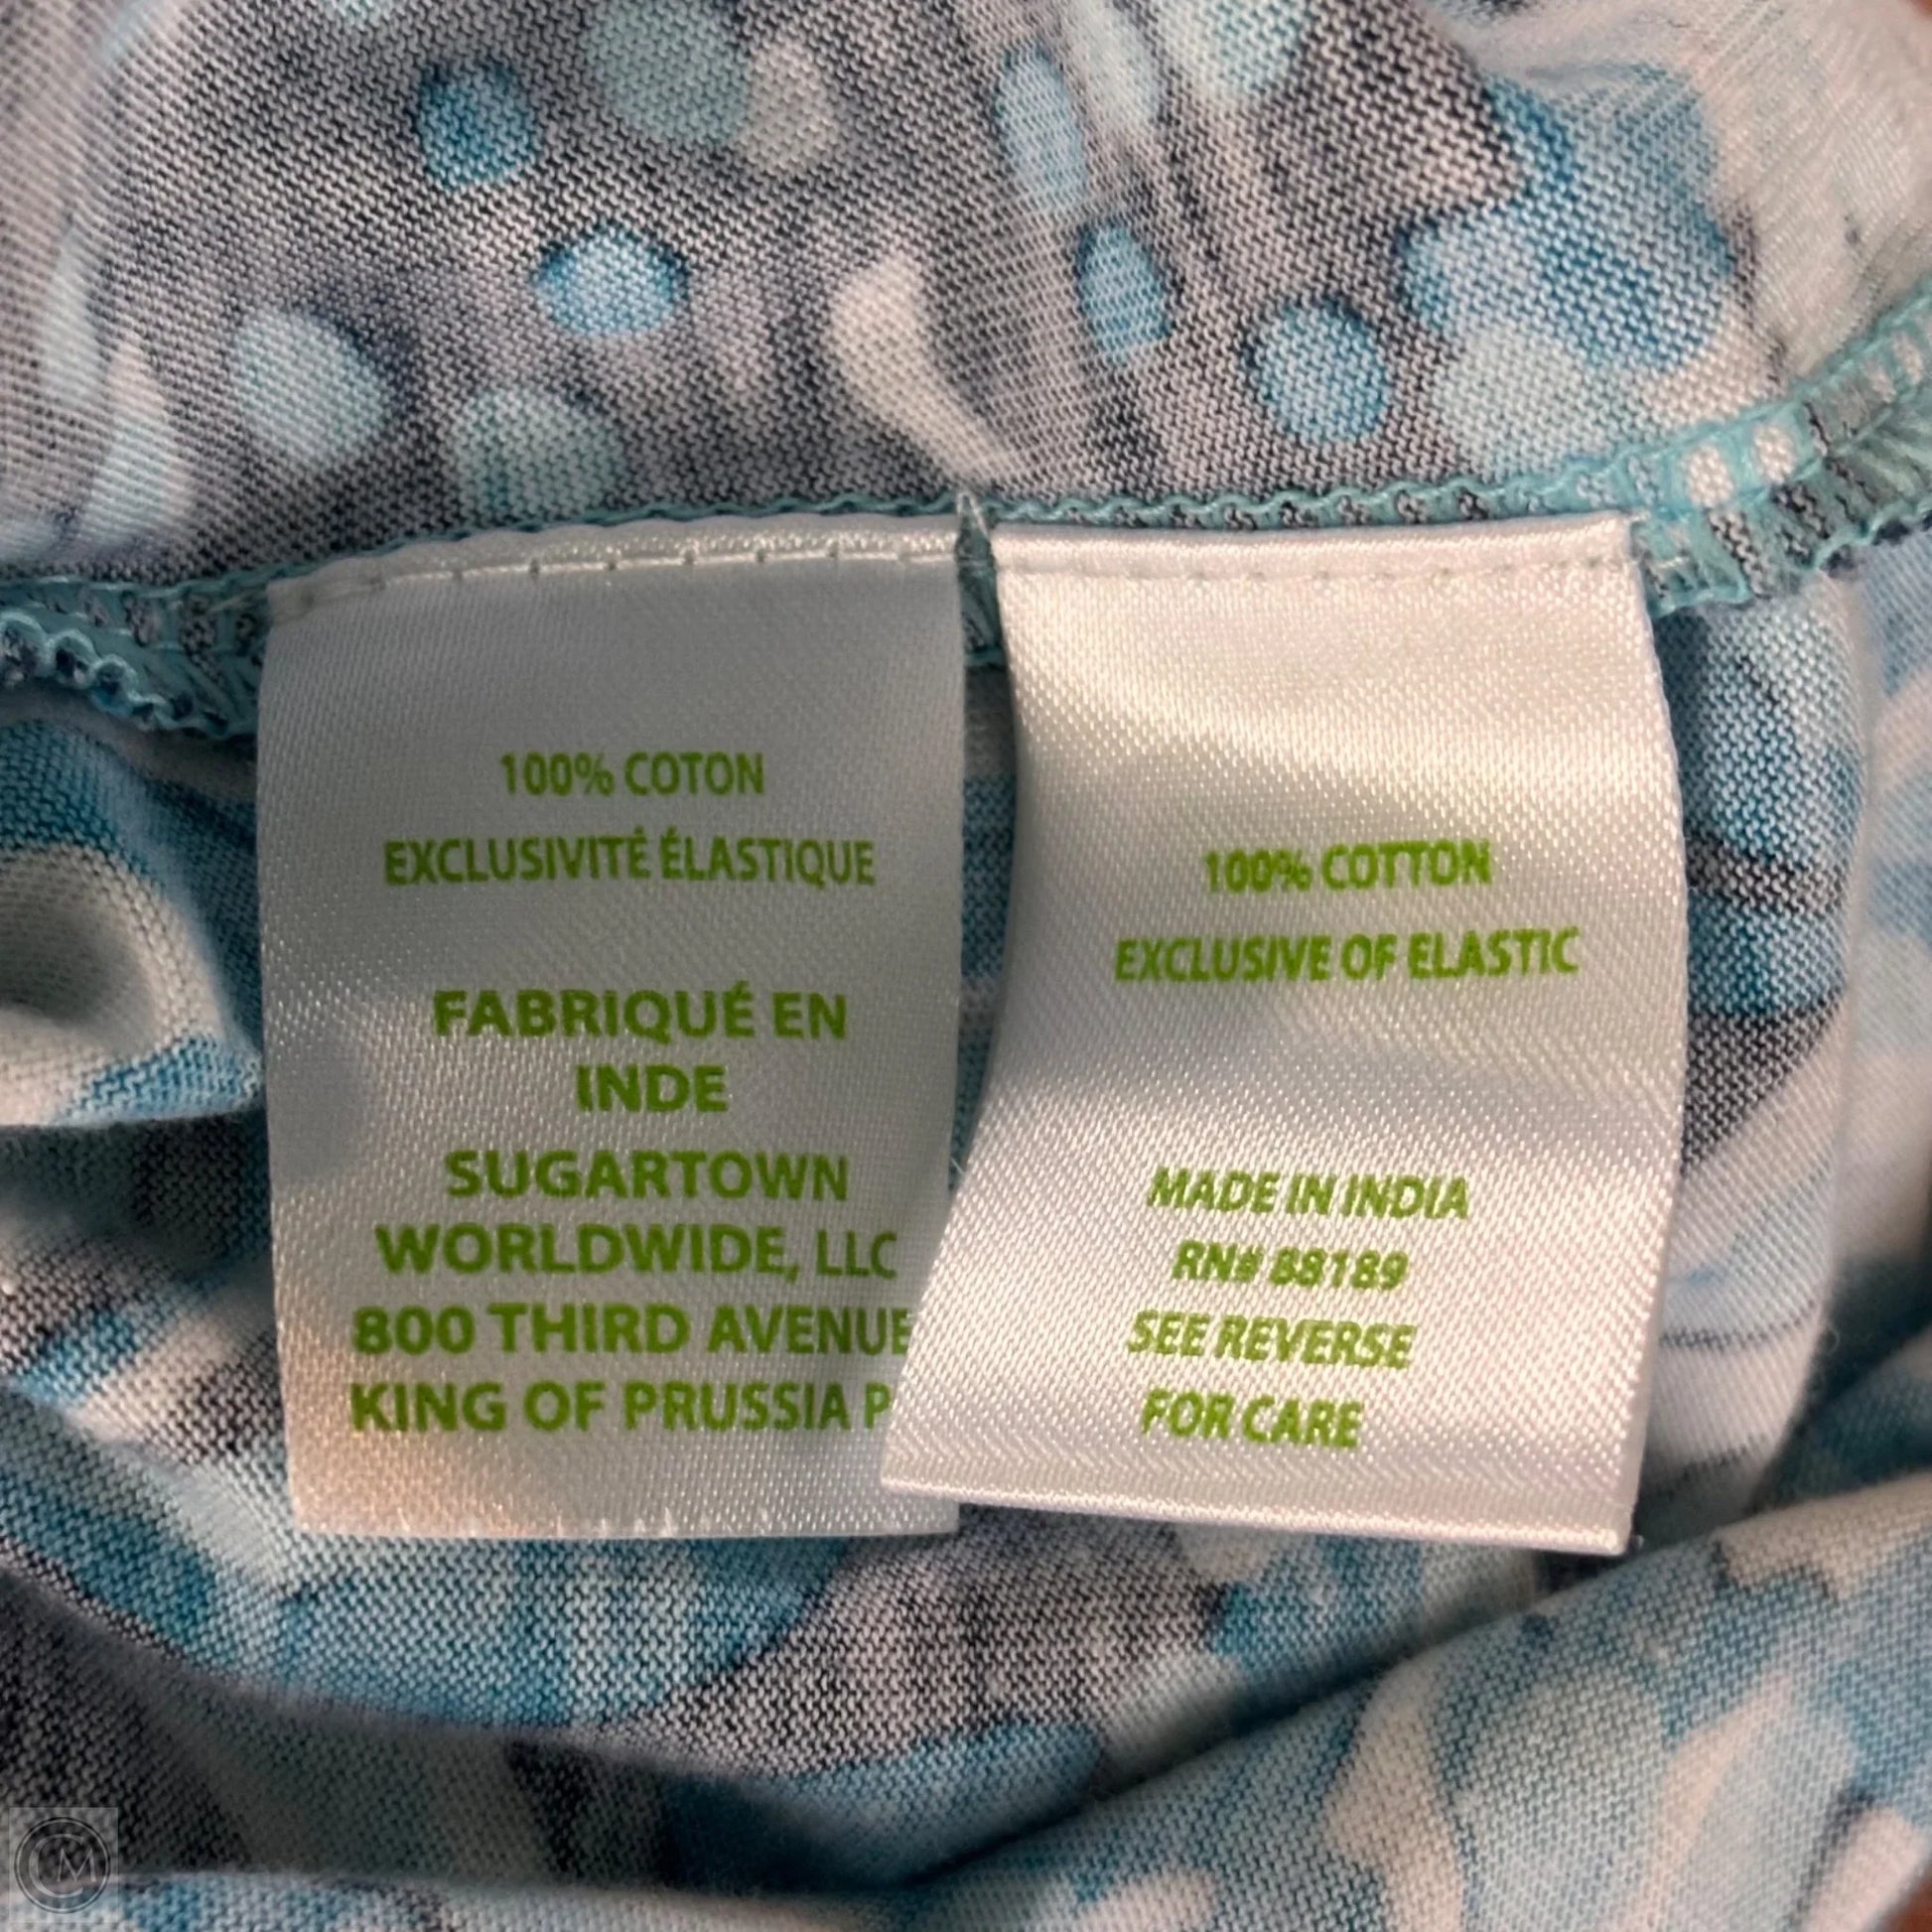 100% COTON
EXCLUSIVITÉ ÉLASTIQUE
FABRIQUÉ EN
INDE
SUGARTOWN
WORLDWIDE, LLC
800 THIRD AVENUE
KING OF PRUSSIA P
100% COTTON
EXCLUSIVE OF ELASTIC
MADE IN INDIA
RN# 88189
SEE REVERSE
FOR CARE